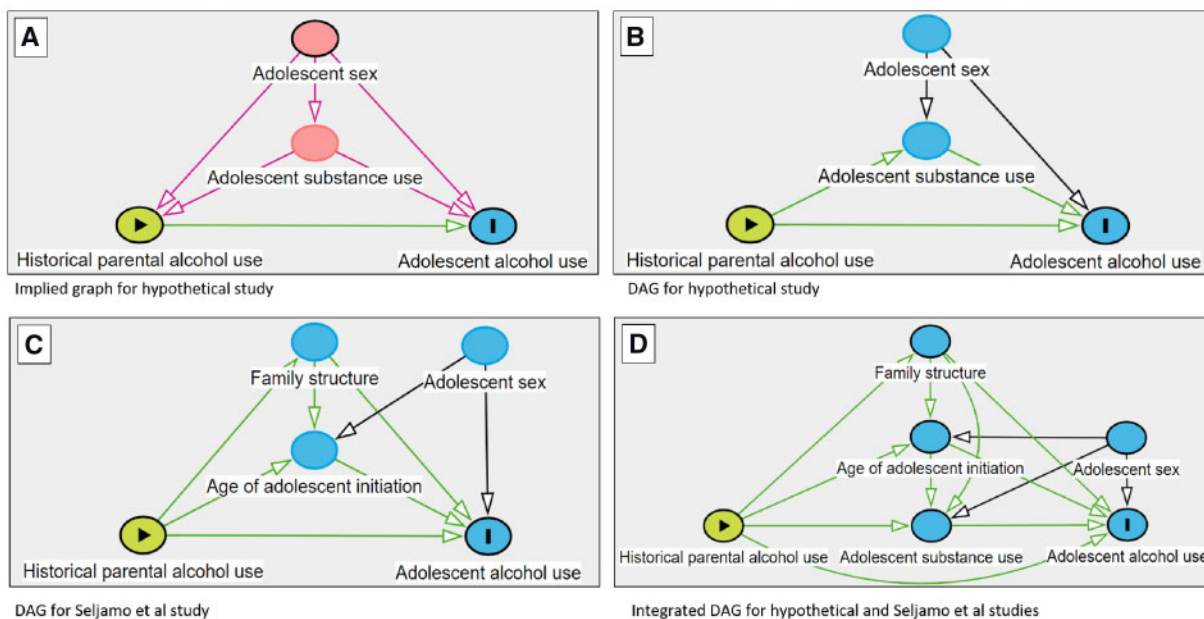 A
Adolescent sex
Adolescent substance use
Historical parental alcohol use
Adolescent alcohol use
Implied graph for hypothetical study
B
Adolescent sex
Adolescent substance use
Historical parental alcohol use
Adolescent alcohol use
DAG for hypothetical study
C
Family structure
Adolescent sex
Age of adolescent initiation
Historical parental alcohol use
Adolescent alcohol use
DAG for Seljamo et al study
D
Family structure
Age of adolescent initiation
Adolescent sex
Historical parental alcohol use
Adolescent substance use
Adolescent alcohol use
Integrated DAG for hypothetical and Seljamo et al studies